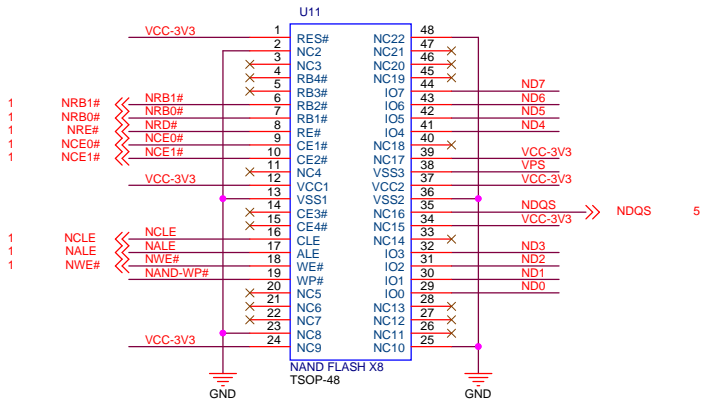 U11
VCC-3V3 1 RES# NC22 48
2 NC2 NC21 47
3 NC3 NC20 46
4 RB4# NC19 45
5 RB3# IO7 44 ND7
1 NRB1# NRB1# 6 RB2# IO6 43 ND6
1 NRB0# NRB0# 7 RB1# IO5 42 ND5
1 NRE# NRD# 8 RE# IO4 41 ND4
1 NCE0# NCE0# 9 CE1# NC18 40
1 NCE1# NCE1# 10 CE2# NC17 39 VCC-3V3
11 NC4 VSS3 38 VPS
VCC-3V3 12 VCC1 VCC2 37 VCC-3V3
13 VSS1 VSS2 36
14 CE3# NC16 35 NDQS NDQS 5
15 CE4# NC15 34 VCC-3V3
1 NCLE NCLE 16 CLE NC14 33
1 NALE NALE 17 ALE IO3 32 ND3
1 NWE# NWE# 18 WE# IO2 31 ND2
NAND-WP# 19 WP# IO1 30 ND1
20 NC5 IO0 29 ND0
21 NC6 NC13 28
22 NC7 NC12 27
23 NC8 NC11 26
VCC-3V3 24 NC9 NC10 25
NAND FLASH X8
TSOP-48
GND GND